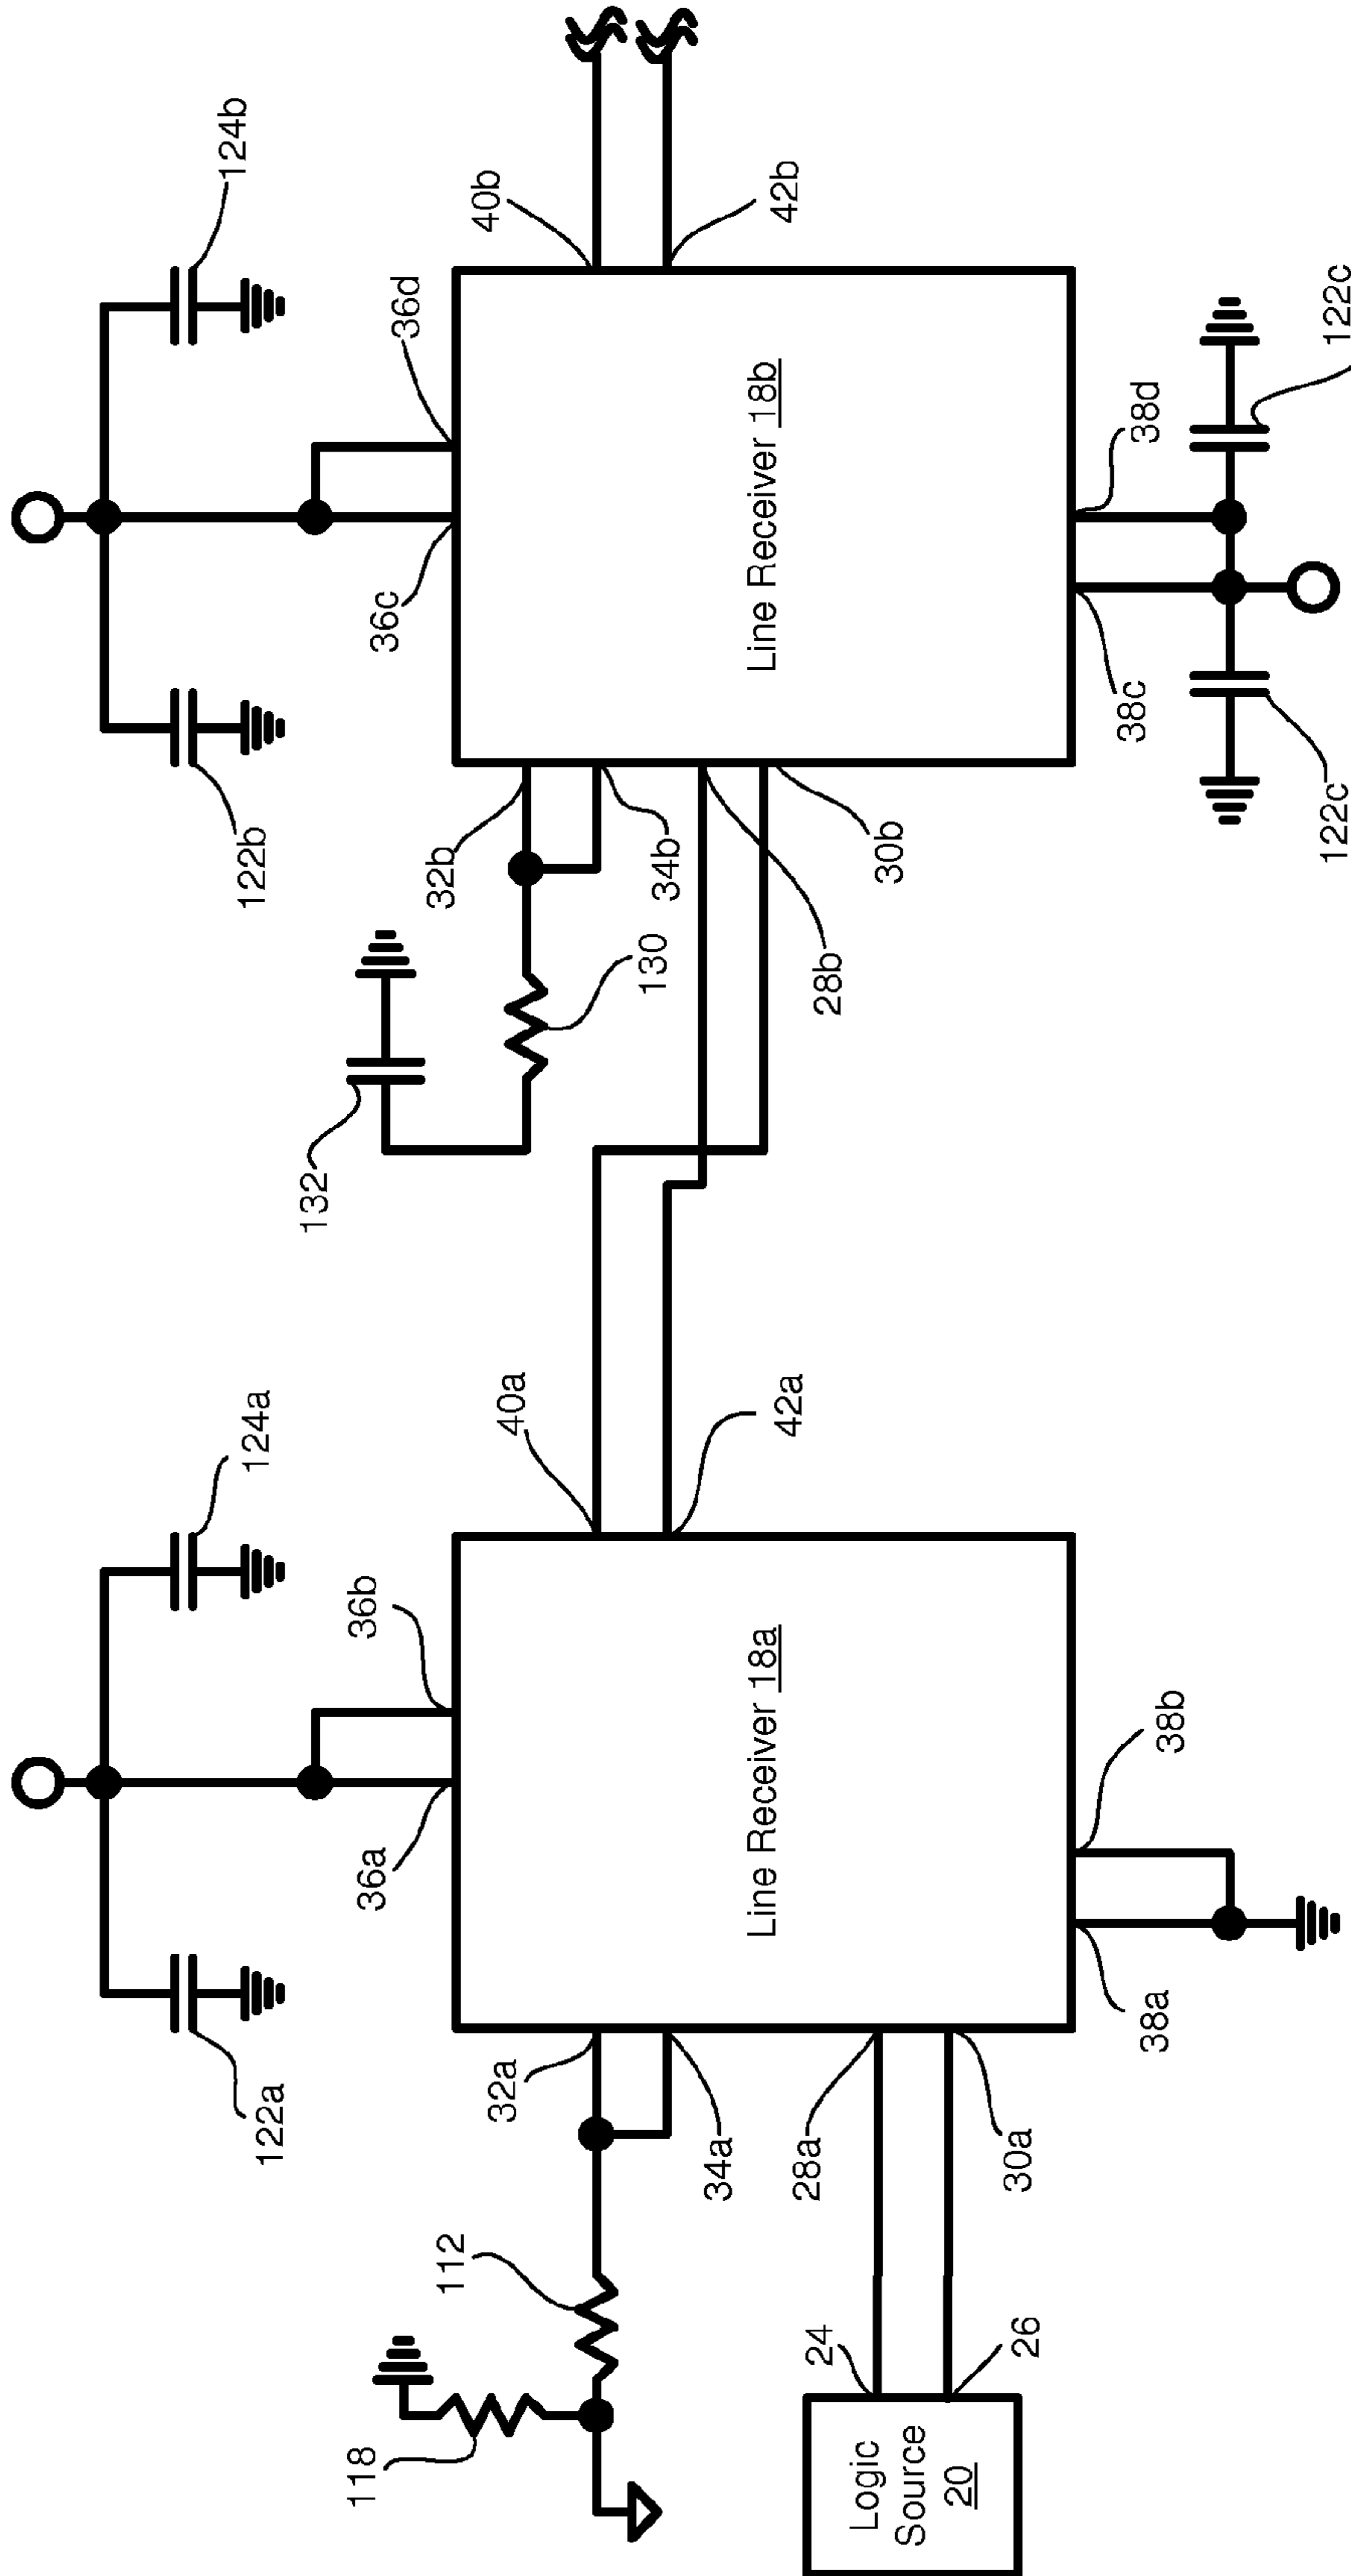 124b
122b
40b
42b
36d
36c
Line Receiver 18b
38d
38c
122c
122c
32b
34b
28b
30b
130
132
124a
122a
40a
42a
36b
36a
Line Receiver 18a
38b
38a
32a
34a
28a
30a
112
118
24
26
Logic
Source
20